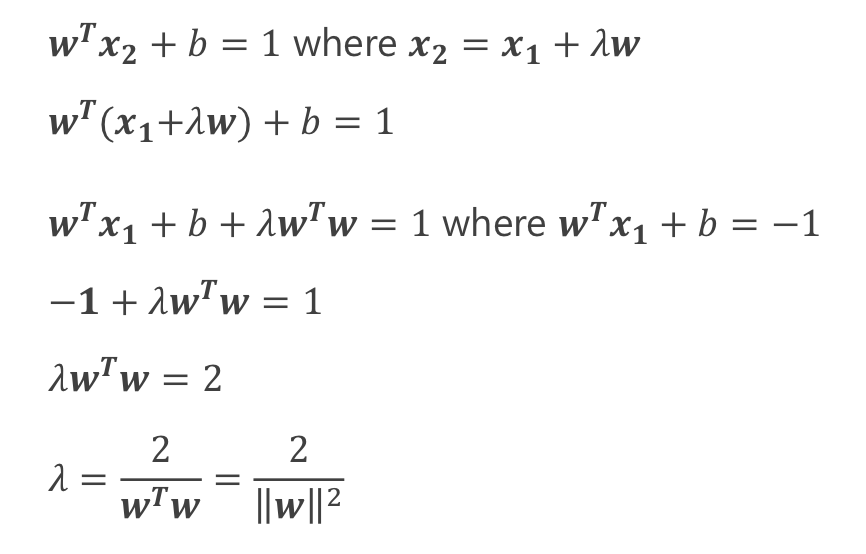 𝒘ᵀ𝒙₂ + b = 1 where 𝒙₂ = 𝒙₁ + λ𝒘
𝒘ᵀ(𝒙₁+λ𝒘) + b = 1
𝒘ᵀ𝒙₁ + b + λ𝒘ᵀ𝒘 = 1 where 𝒘ᵀ𝒙₁ + b = −1
−𝟏 + λ𝒘ᵀ𝒘 = 1
λ𝒘ᵀ𝒘 = 2
λ = 2/𝒘ᵀ𝒘 = 2/‖𝒘‖²